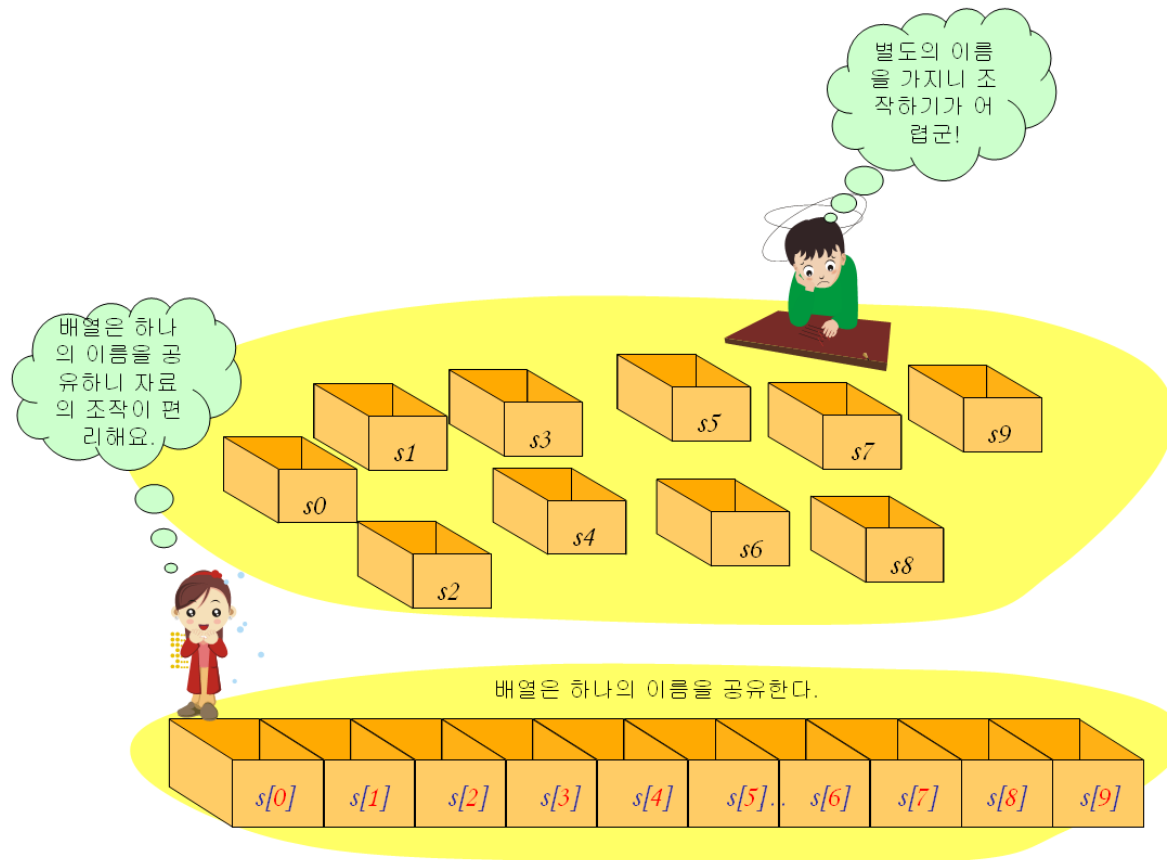 별도의 이름
을 가지니 조
작하기가 어
렵군!
배열은 하나
의 이름을 공
유하니 자료
의 조작이 편
리해요.
s0
s1
s2
s3
s4
s5
s6
s7
s8
s9
배열은 하나의 이름을 공유한다.
s[0] s[1] s[2] s[3] s[4] s[5]‥ s[6] s[7] s[8] s[9]